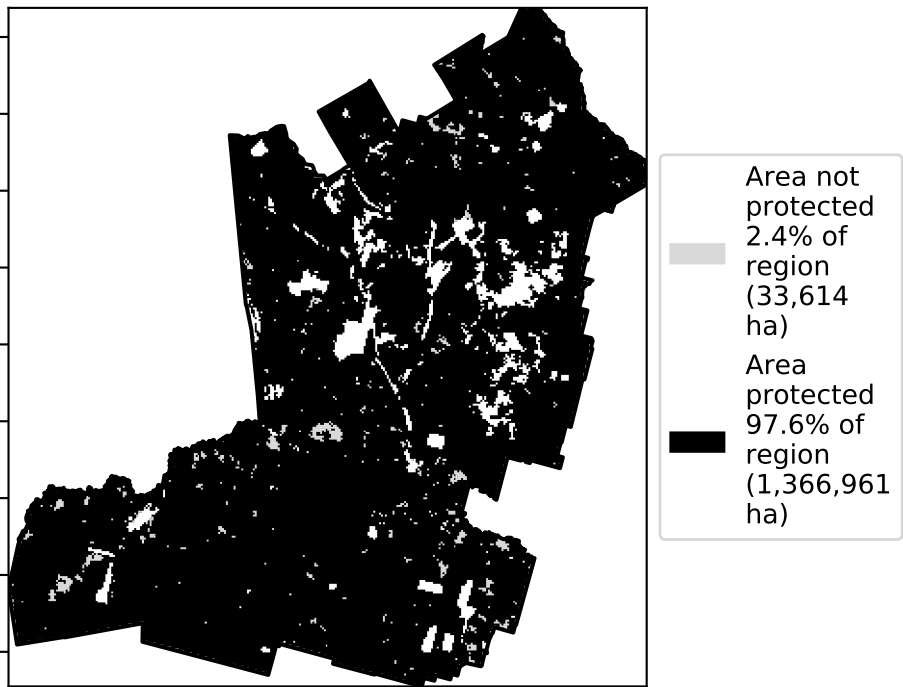 Area not
protected
2.4% of
region
(33,614
ha)
Area
protected
97.6% of
region
(1,366,961
ha)